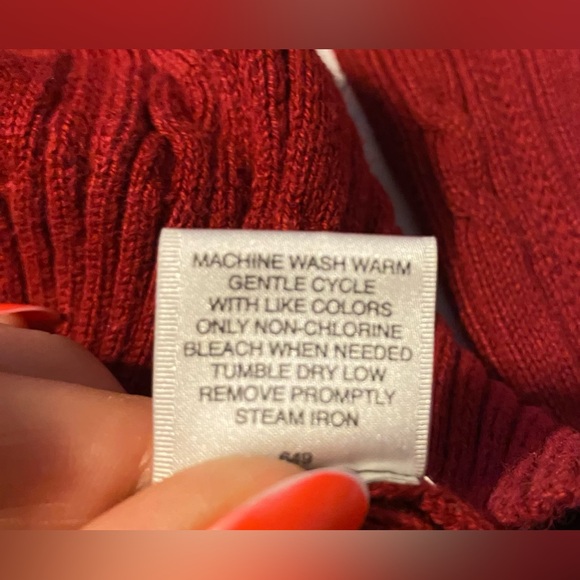 MACHINE WASH WARM
GENTLE CYCLE
WITH LIKE COLORS
ONLY NON-CHLORINE
BLEACH WHEN NEEDED
TUMBLE DRY LOW
REMOVE PROMPTLY
STEAM IRON